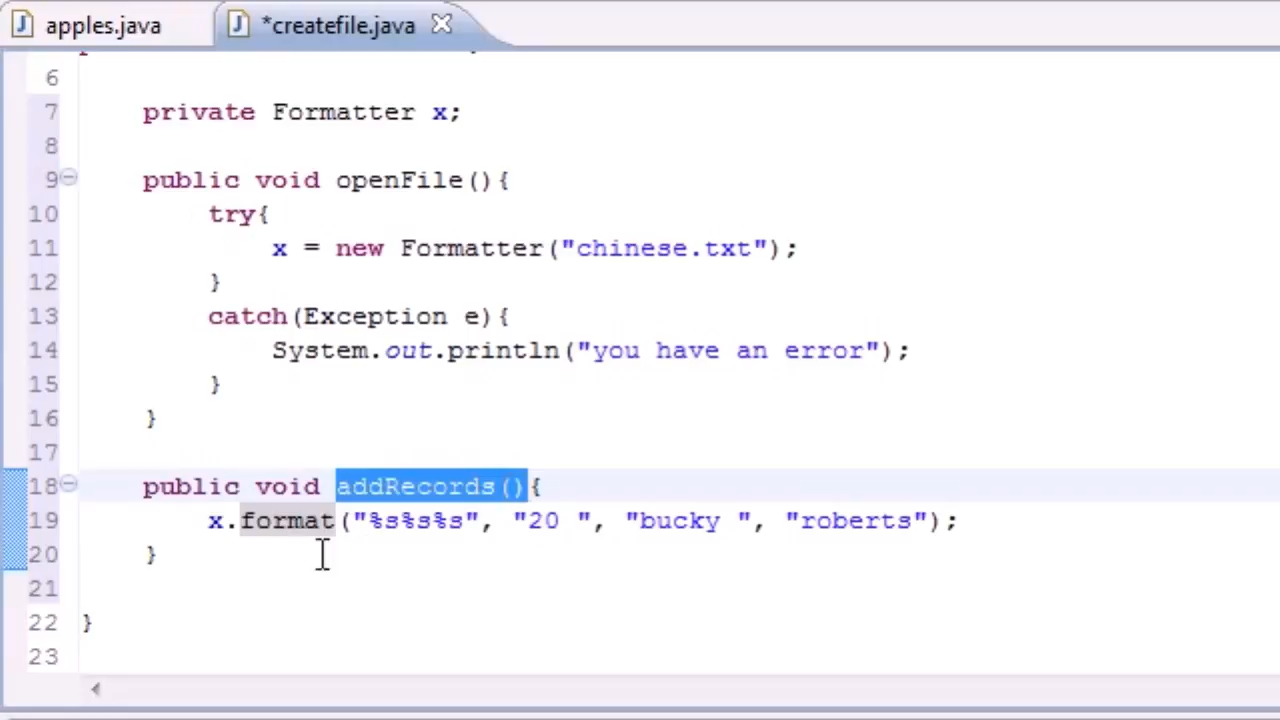 apples.java
*createfile.java
6
7 private Formatter x;
8
9 public void openFile(){
10 try{
11 x = new Formatter("chinese.txt");
12 }
13 catch(Exception e){
14 System.out.println("you have an error");
15 }
16 }
17
18 public void addRecords(){
19 x.format("%s%s%s", "20 ", "bucky ", "roberts");
20 }
21
22 }
23